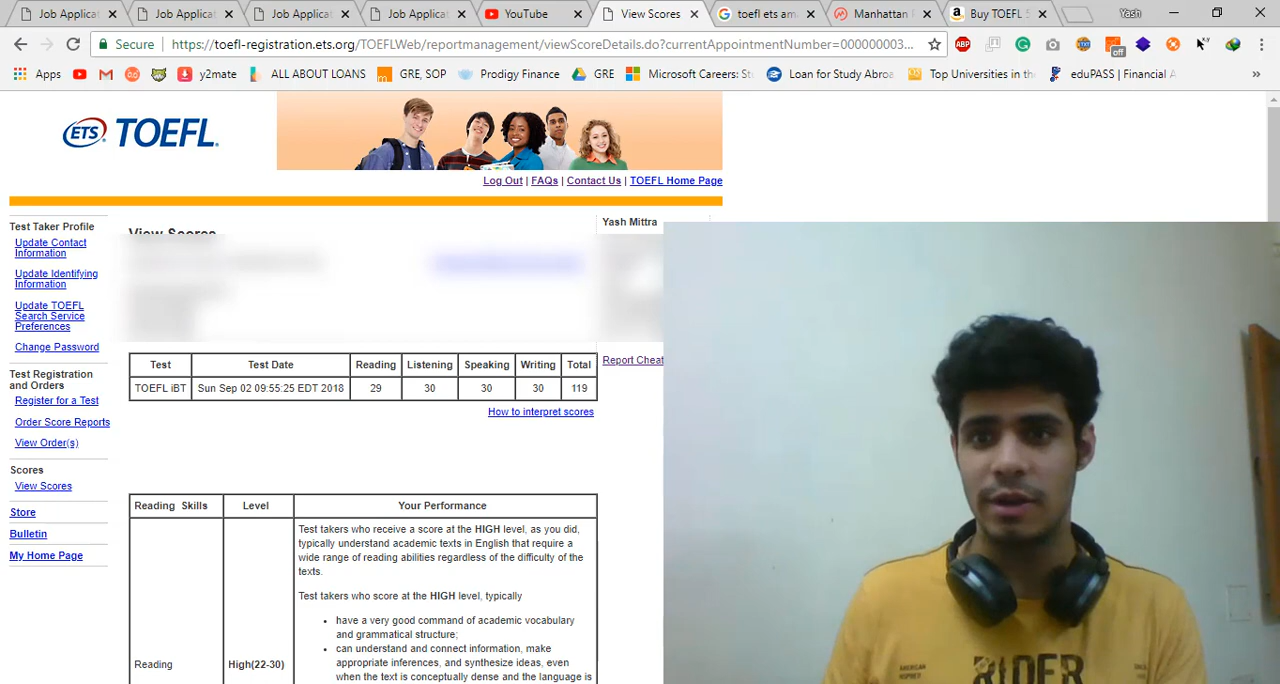 Job Applicat
Job Applicat
Job Applicat
Job Applicat
YouTube
View Scores
toefl ets am
Manhattan
Buy TOEFL
Yash
Secure
https://toefl-registration.ets.org/TOEFLWeb/reportmanagement/viewScoreDetails.do?currentAppointmentNumber=000000003...
ABP
off
Apps
y2mate
ALL ABOUT LOANS
GRE, SOP
Prodigy Finance
GRE
Microsoft Careers: St
Loan for Study Abroa
Top Universities in th
eduPASS | Financial A
»
ETS TOEFL.
Log Out | FAQs | Contact Us | TOEFL Home Page
Test Taker Profile
Update Contact
Information
Update Identifying
Information
Update TOEFL
Search Service
Preferences
Change Password
Test Registration
and Orders
Register for a Test
Order Score Reports
View Order(s)
Scores
View Scores
Store
Bulletin
My Home Page
View Scores
Yash Mittra
Report Cheat
Test Test Date Reading Listening Speaking Writing Total
TOEFL iBT Sun Sep 02 09:55:25 EDT 2018 29 30 30 30 119
How to interpret scores
Reading Skills Level Your Performance
Reading
High(22-30)
Test takers who receive a score at the HIGH level, as you did,
typically understand academic texts in English that require a
wide range of reading abilities regardless of the difficulty of the
texts.
Test takers who score at the HIGH level, typically
• have a very good command of academic vocabulary
and grammatical structure;
• can understand and connect information, make
appropriate inferences, and synthesize ideas, even
when the text is conceptually dense and the language is
AMERICAN
RIDER